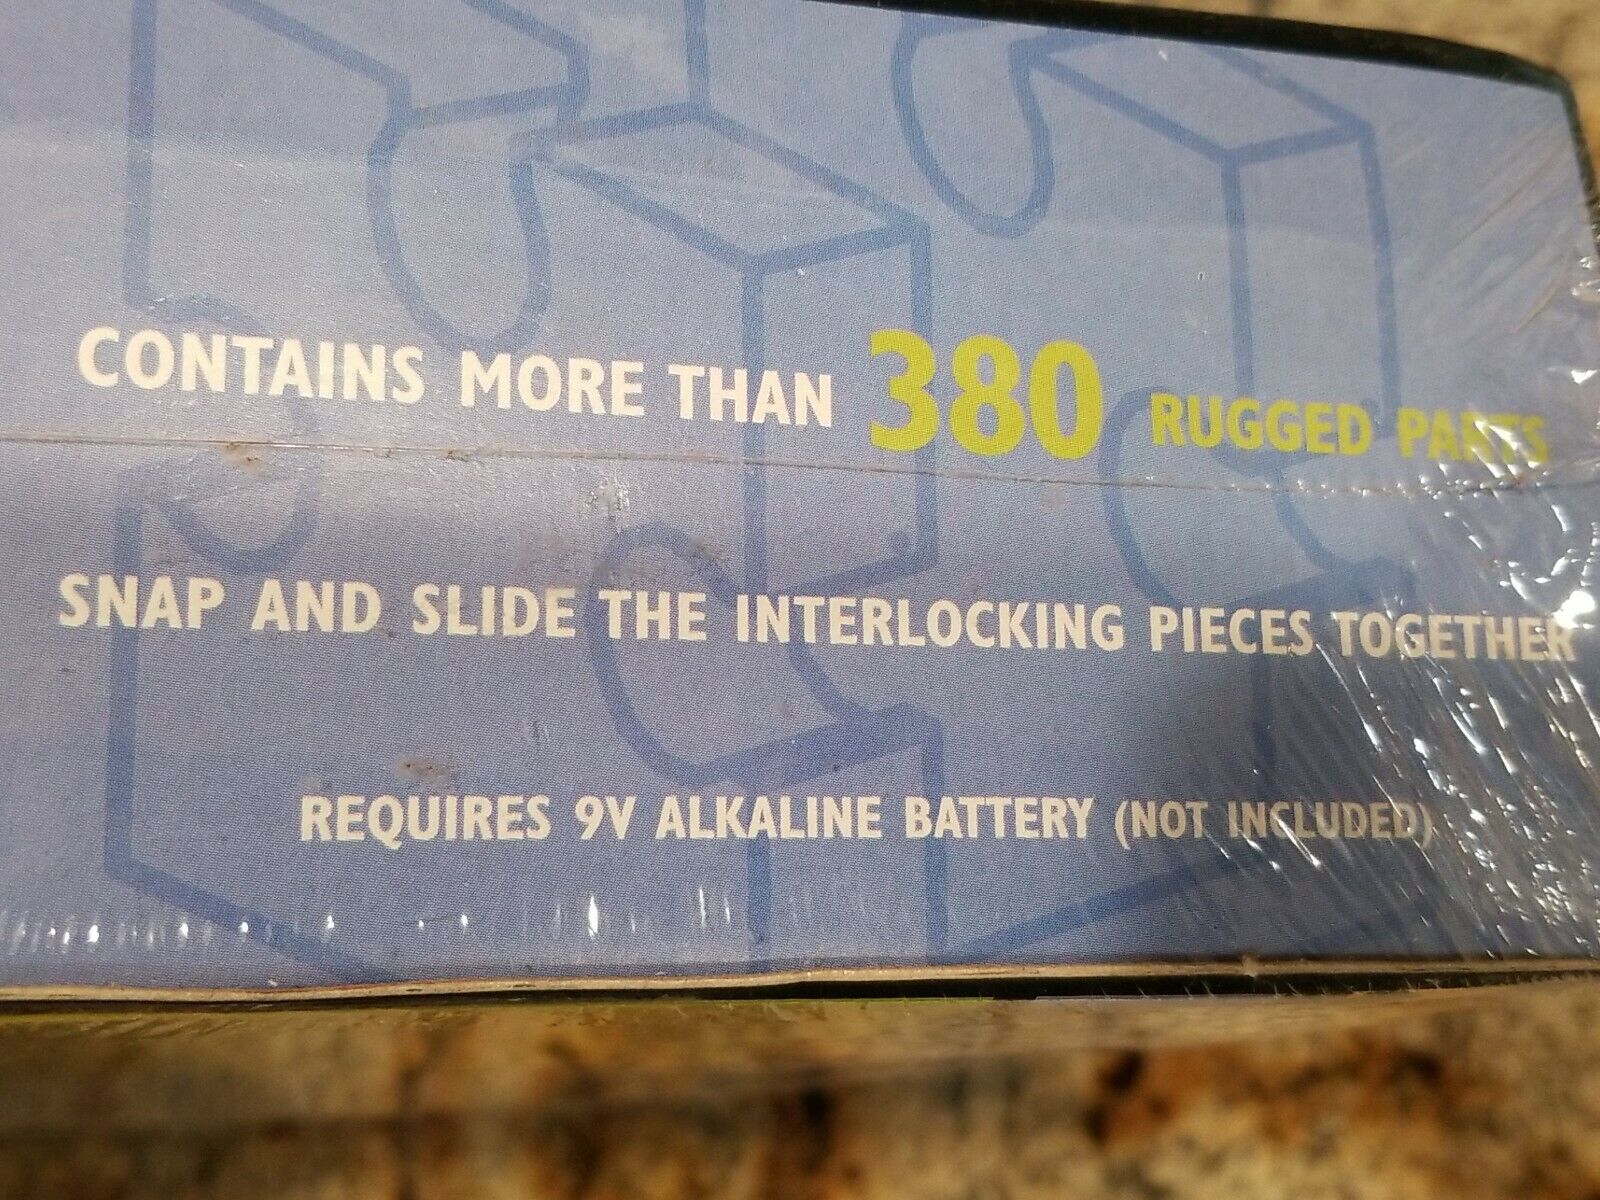 CONTAINS MORE THAN 380 RUGGED PARTS
SNAP AND SLIDE THE INTERLOCKING PIECES TOGETHER
REQUIRES 9V ALKALINE BATTERY (NOT INCLUDED)